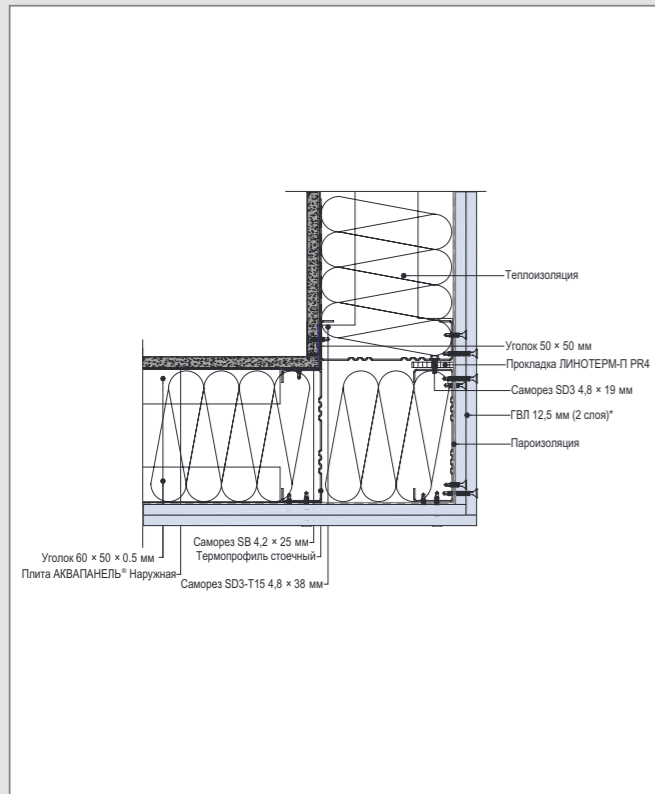 Теплоизоляция
Уголок 50 × 50 мм
Прокладка ЛИНОТЕРМ-П PR4
Саморез SD3 4,8 × 19 мм
ГВЛ 12,5 мм (2 слоя)*
Пароизоляция
Саморез SB 4,2 × 25 мм
Уголок 60 × 50 × 0.5 мм
Термопрофиль стоечный
Плита АКВАПАНЕЛЬ® Наружная
Саморез SD3-T15 4,8 × 38 мм